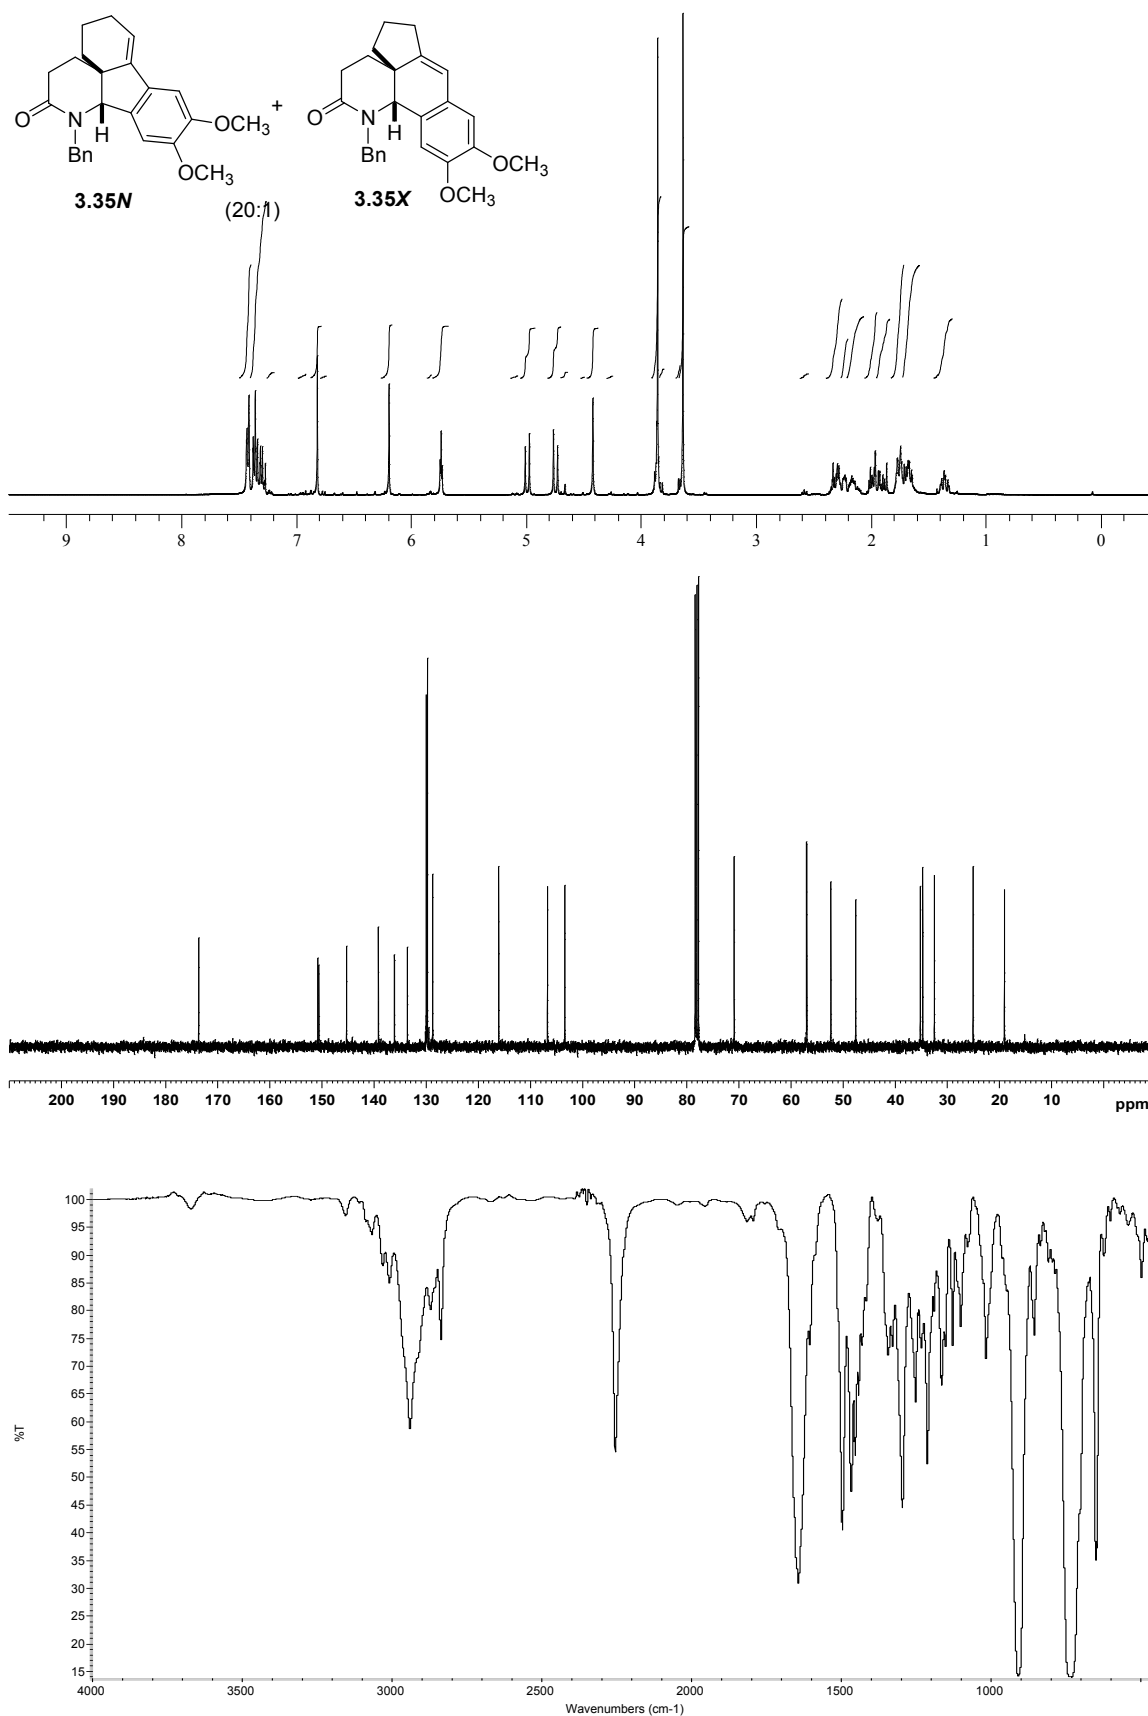 O
N
Bn
H
OCH3
OCH3
3.35N
+
(20:1)
O
N
Bn
H
OCH3
OCH3
3.35X
9 8 7 6 5 4 3 2 1 0
200 190 180 170 160 150 140 130 120 110 100 90 80 70 60 50 40 30 20 10 ppm
100
95
90
85
80
75
70
65
60
55
50
45
40
35
30
25
20
15
%T
4000 3500 3000 2500 2000 1500 1000
Wavenumbers (cm-1)